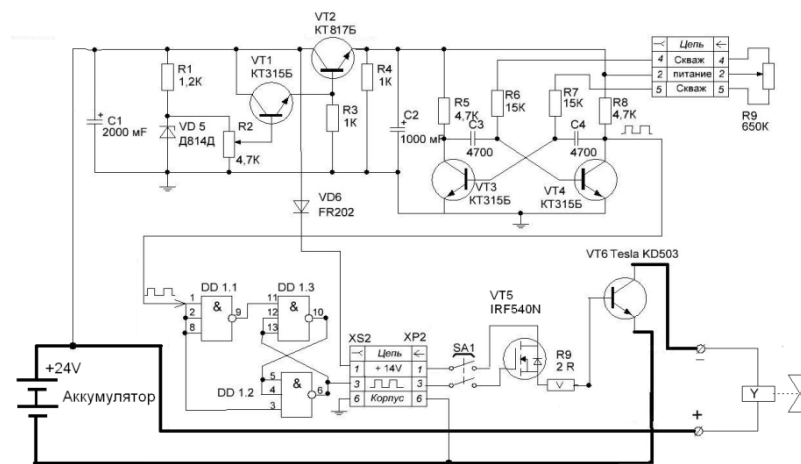 VT2
КТ817Б
VT1
КТ315Б
R1
1,2К
R4
1К
C1
2000 мF
VD 5
Д814Д
R2
4,7К
R3
1К
C2
1000 мF
R5
4,7К
R6
15К
R7
15К
R8
4,7К
C3
4700
C4
4700
VT3
КТ315Б
VT4
КТ315Б
Цепь
4 Скваж 4
2 питание 2
5 Скваж 5
R9
650К
VD6
FR202
DD 1.1
1
2
8
&
9
DD 1.3
11
12
13
&
10
DD 1.2
5
4
3
&
6
XS2
XP2
Цепь
1 + 14V 1
3 3
6 Корпус 6
SA1
VT5
IRF540N
R9
2 R
V
VT6 Tesla KD503
+24V
Аккумулятор
–
+
Y